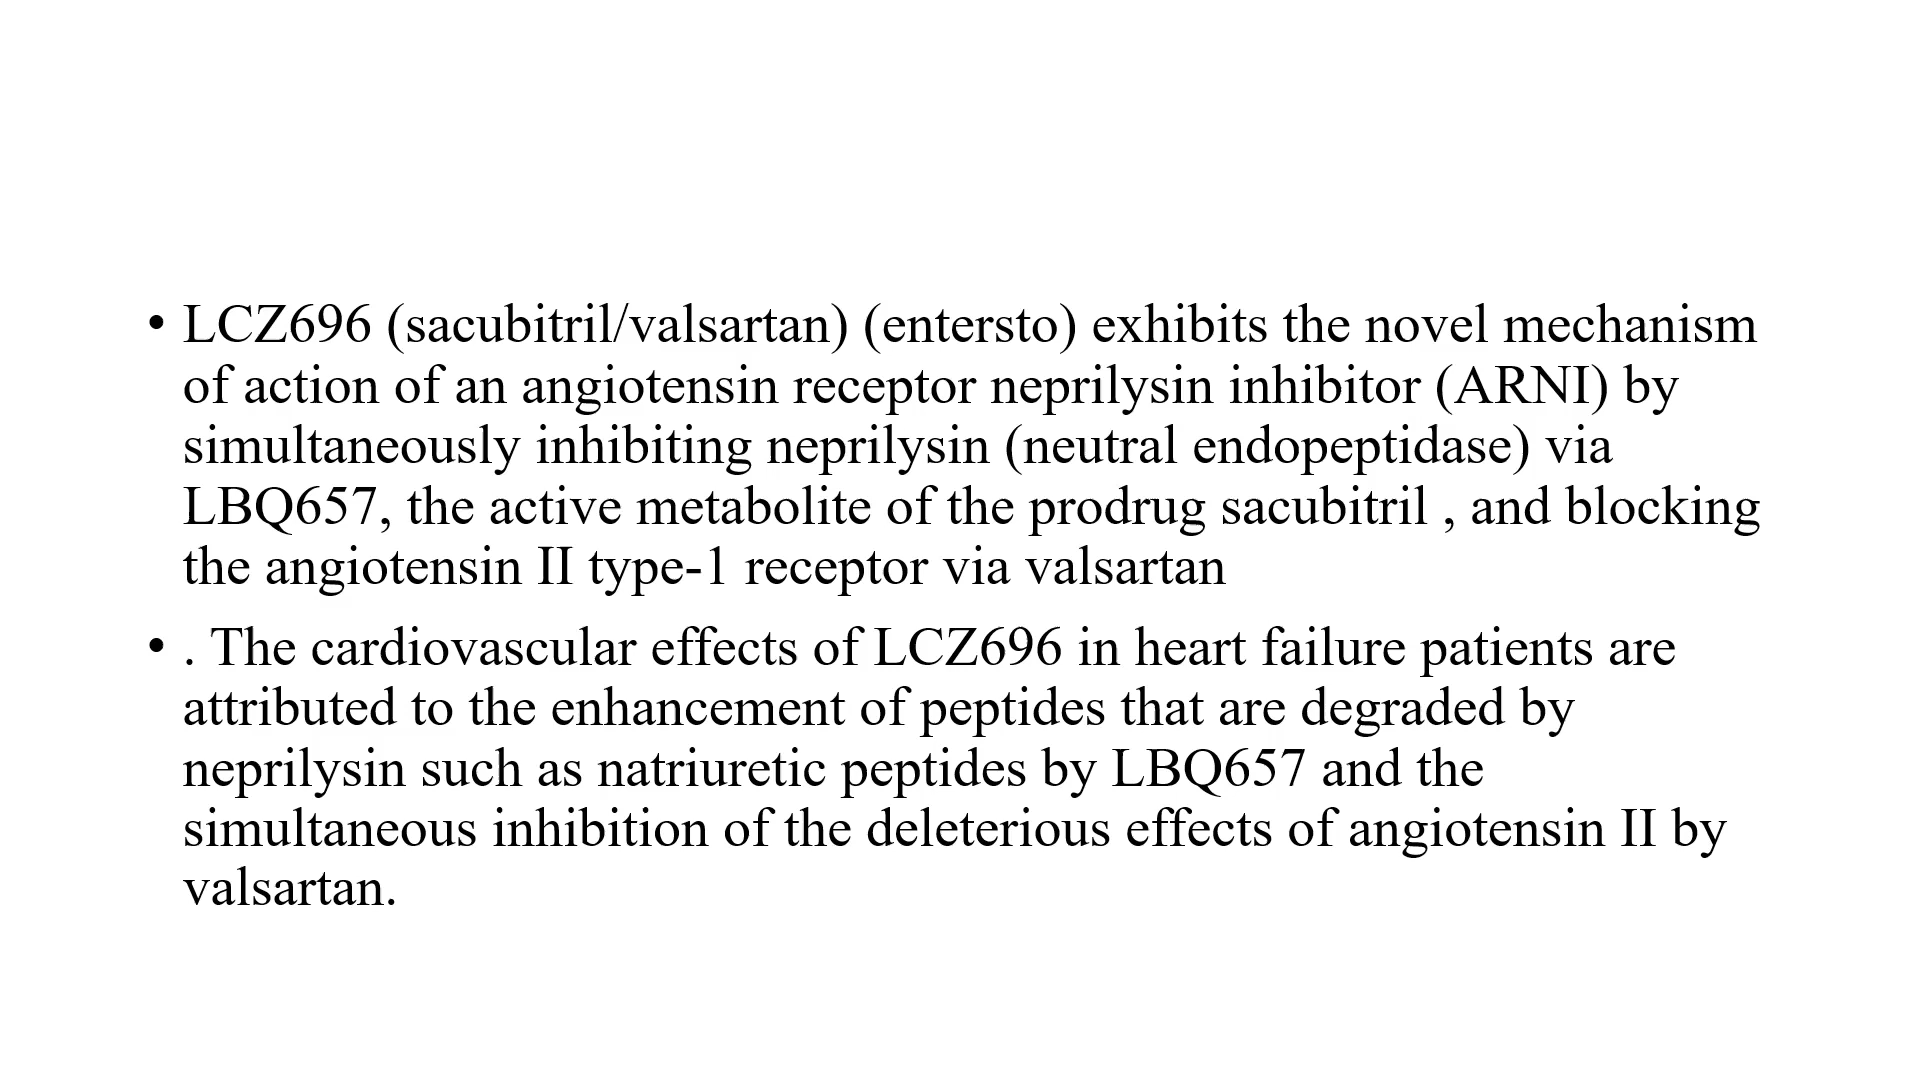 • LCZ696 (sacubitril/valsartan) (entersto) exhibits the novel mechanism
of action of an angiotensin receptor neprilysin inhibitor (ARNI) by
simultaneously inhibiting neprilysin (neutral endopeptidase) via
LBQ657, the active metabolite of the prodrug sacubitril , and blocking
the angiotensin II type-1 receptor via valsartan
• . The cardiovascular effects of LCZ696 in heart failure patients are
attributed to the enhancement of peptides that are degraded by
neprilysin such as natriuretic peptides by LBQ657 and the
simultaneous inhibition of the deleterious effects of angiotensin II by
valsartan.